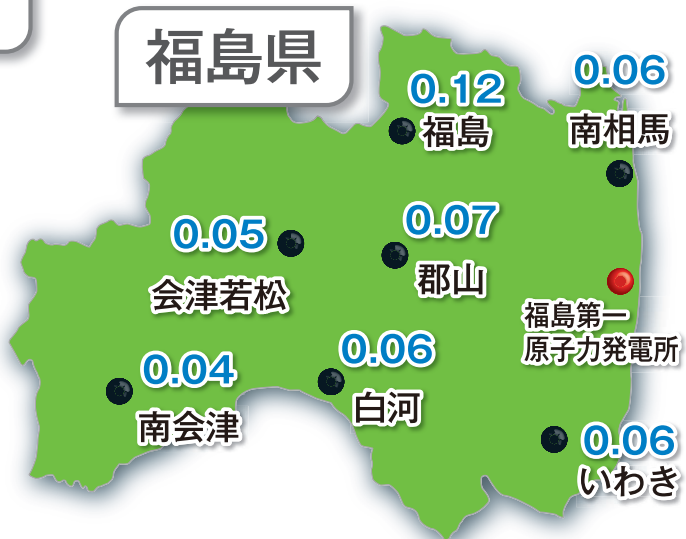 福島県
0.12
福島
0.06
南相馬
0.05
会津若松
0.07
郡山
福島第一
原子力発電所
0.04
南会津
0.06
白河
0.06
いわき